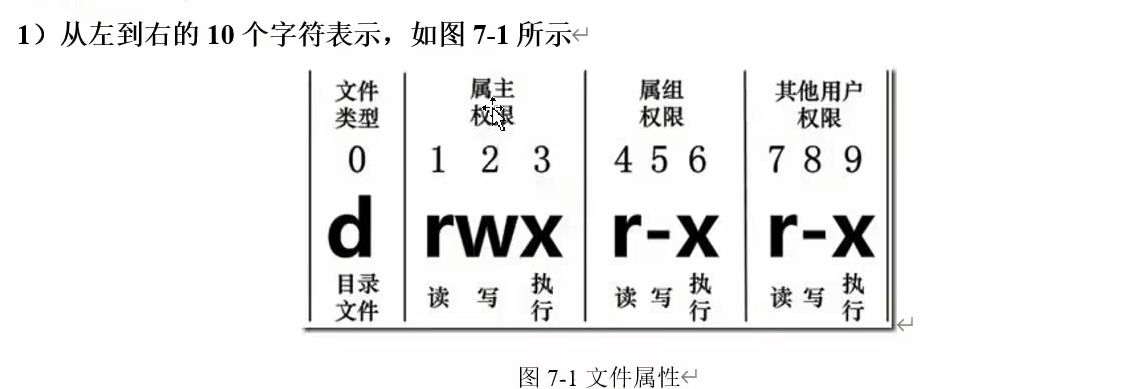 1）从左到右的 10 个字符表示，如图 7-1 所示↵
文件 属主 属组 其他用户
类型 权限 权限 权限
0 1 2 3 4 5 6 7 8 9
d rwx r-x r-x
目录 读 写 执 读 写 执 读 写 执
文件 行 行 行
图 7-1 文件属性↵